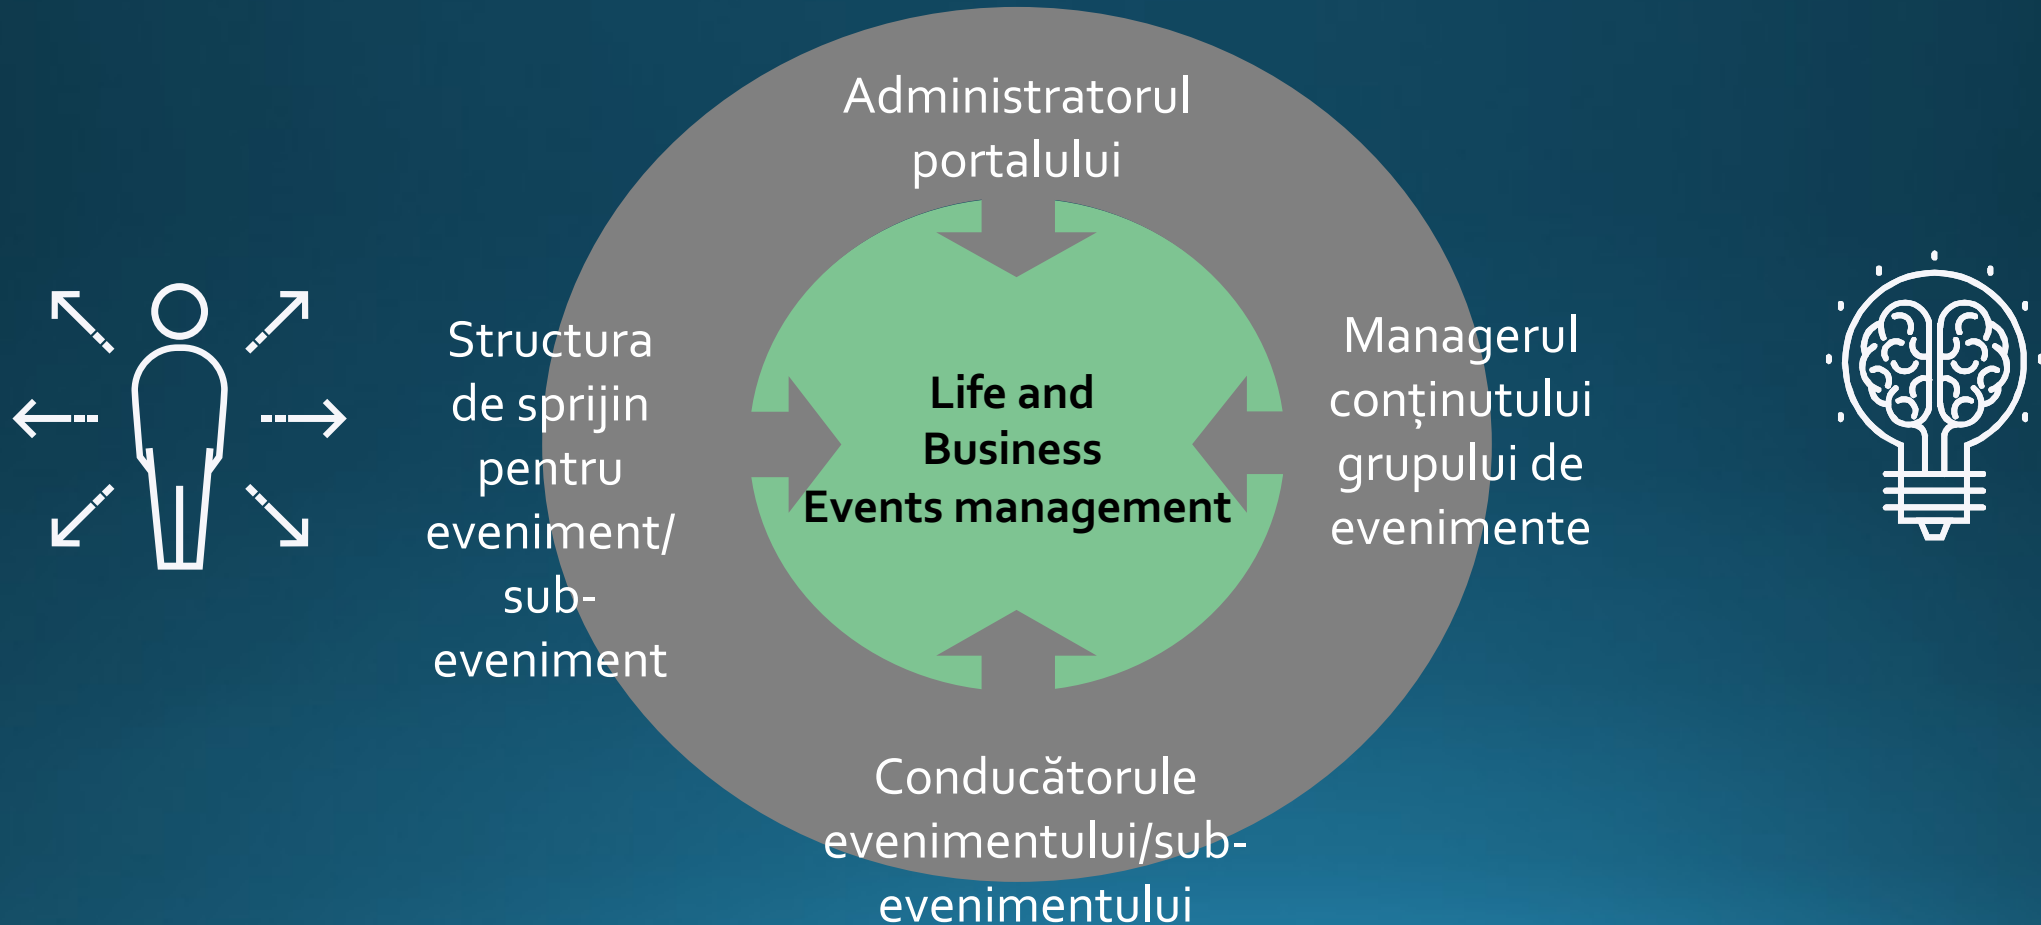 Administratorul
portalului
Structura
de sprijin
pentru
eveniment/
sub-
eveniment
Life and
Business
Events management
Managerul
conținutului
grupului de
evenimente
Conducătorule
evenimentului/sub-
evenimentului